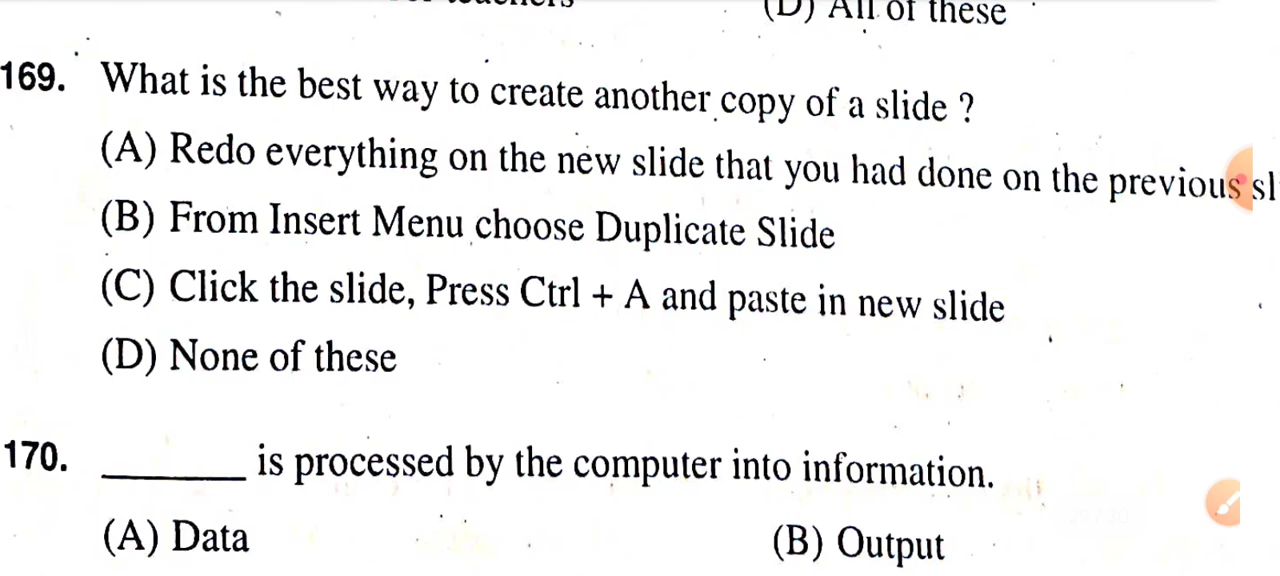 (D) All of these
169. What is the best way to create another copy of a slide ?
(A) Redo everything on the new slide that you had done on the previous sl
(B) From Insert Menu choose Duplicate Slide
(C) Click the slide, Press Ctrl + A and paste in new slide
(D) None of these
170. ________ is processed by the computer into information.
(A) Data (B) Output